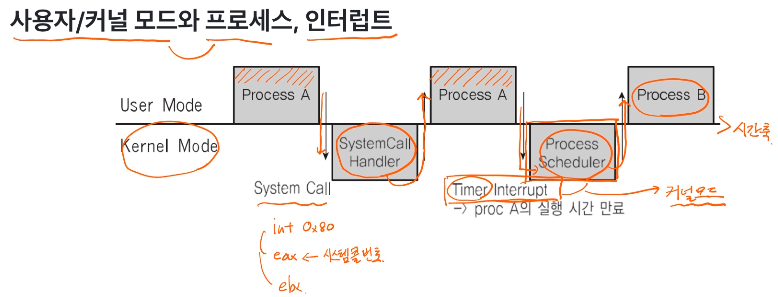 사용자/커널 모드와 프로세스, 인터럽트
Process A
Process A
Process B
User Mode
시간축
Kernel Mode
SystemCall
Handler
Process
Scheduler
System Call
Timer Interrupt
커널모드
-> proc A의 실행 시간 만료
int 0x80
eax ← 시스템콜번호
ebx